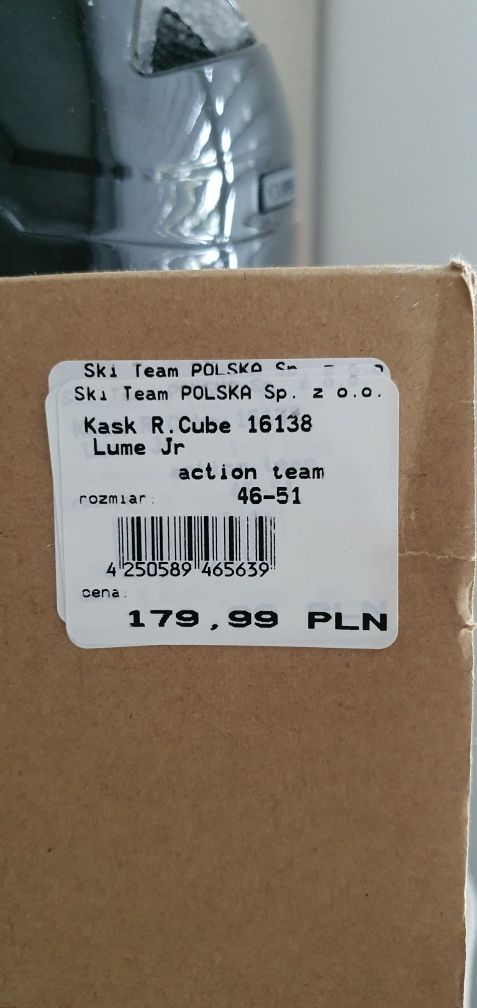 Ski Team POLSKA Sp.
Ski Team POLSKA Sp. z o.o.
Kask R.Cube 16138
Lume Jr
action team
rozmiar: 46-51
4 250589 465639
cena:
179,99 PLN